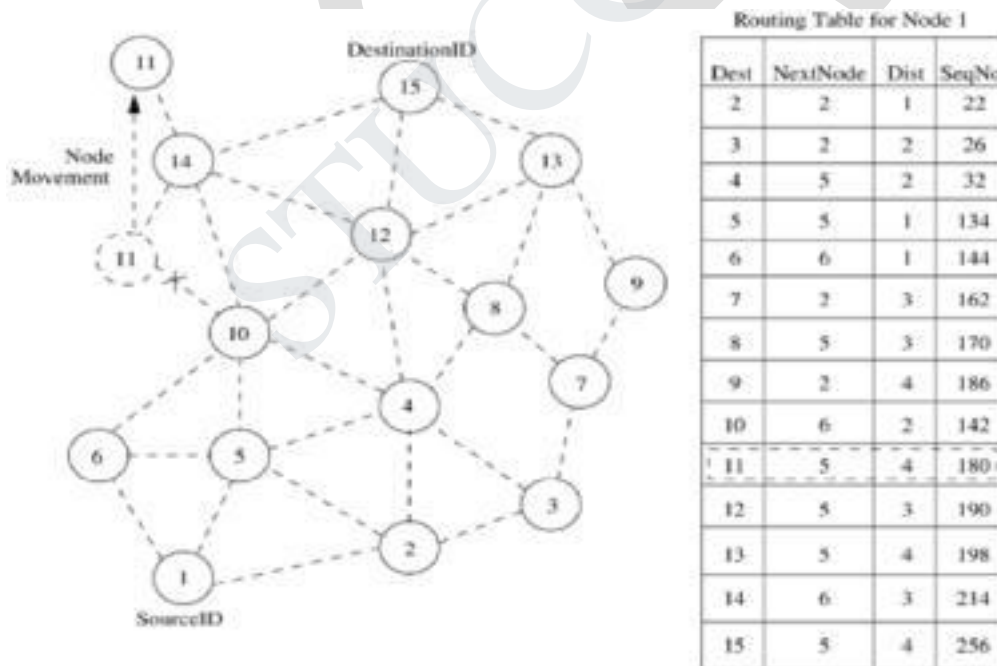 Routing Table for Node 1
DestinationID
11
15
14
13
Node
Movement
12
11
9
8
10
7
4
6
5
3
2
1
SourceID
Dest NextNode Dist SeqNo
2 2 1 22
3 2 2 26
4 5 2 32
5 5 1 134
6 6 1 144
7 2 3 162
8 5 3 170
9 2 4 186
10 6 2 142
11 5 4 180
12 5 3 190
13 5 4 198
14 6 3 214
15 5 4 256